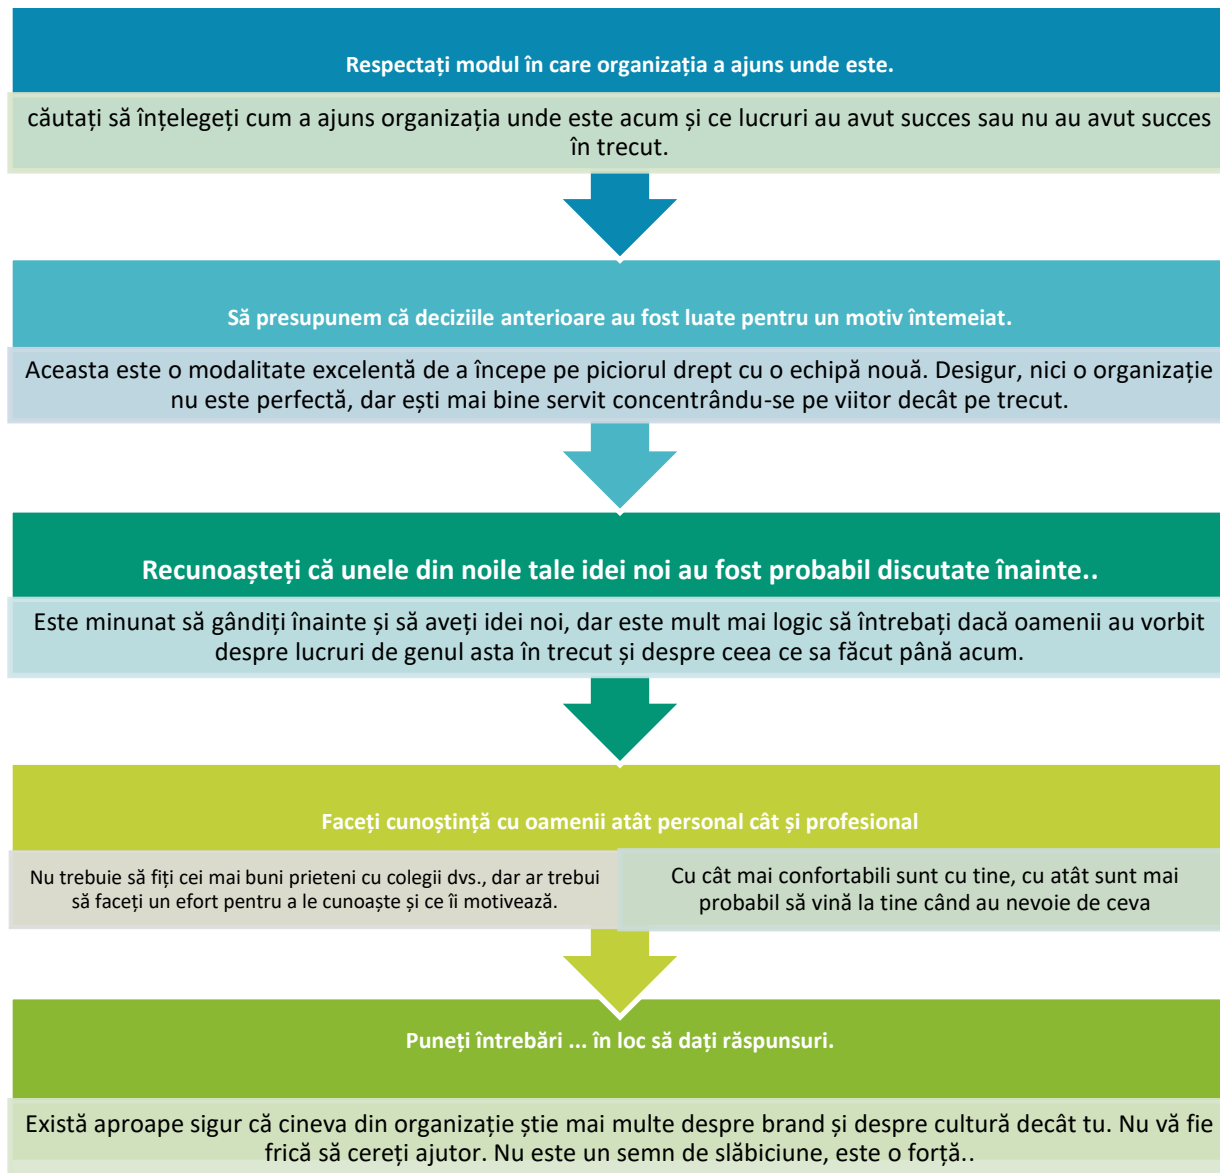 Respectați modul în care organizația a ajuns unde este.
căutați să înțelegeți cum a ajuns organizația unde este acum și ce lucruri au avut succes sau nu au avut succes
în trecut.
Să presupunem că deciziile anterioare au fost luate pentru un motiv întemeiat.
Aceasta este o modalitate excelentă de a începe pe piciorul drept cu o echipă nouă. Desigur, nici o organizație
nu este perfectă, dar ești mai bine servit concentrându-se pe viitor decât pe trecut.
Recunoașteți că unele din noile tale idei noi au fost probabil discutate înainte..
Este minunat să gândiți înainte și să aveți idei noi, dar este mult mai logic să întrebați dacă oamenii au vorbit
despre lucruri de genul asta în trecut și despre ceea ce sa făcut până acum.
Faceți cunoștință cu oamenii atât personal cât și profesional
Nu trebuie să fiți cei mai buni prieteni cu colegii dvs., dar ar trebui
să faceți un efort pentru a le cunoaște și ce îi motivează.
Cu cât mai confortabili sunt cu tine, cu atât sunt mai
probabil să vină la tine când au nevoie de ceva
Puneți întrebări ... în loc să dați răspunsuri.
Există aproape sigur că cineva din organizație știe mai multe despre brand și despre cultură decât tu. Nu vă fie
frică să cereți ajutor. Nu este un semn de slăbiciune, este o forță..